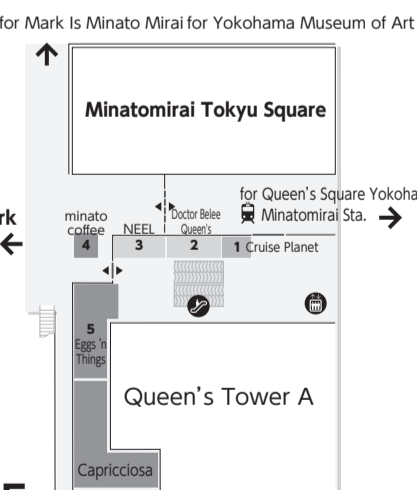 for Mark Is Minato Mirai for Yokohama Museum of Art
Minatomirai Tokyu Square
for Queen's Square Yokoha
Minatomirai Sta.
rk
minato
coffee
4
NEEL
3
Doctor Belee
Queen's
2
1 Cruise Planet
5
Eggs 'n
Things
Queen's Tower A
Capricciosa